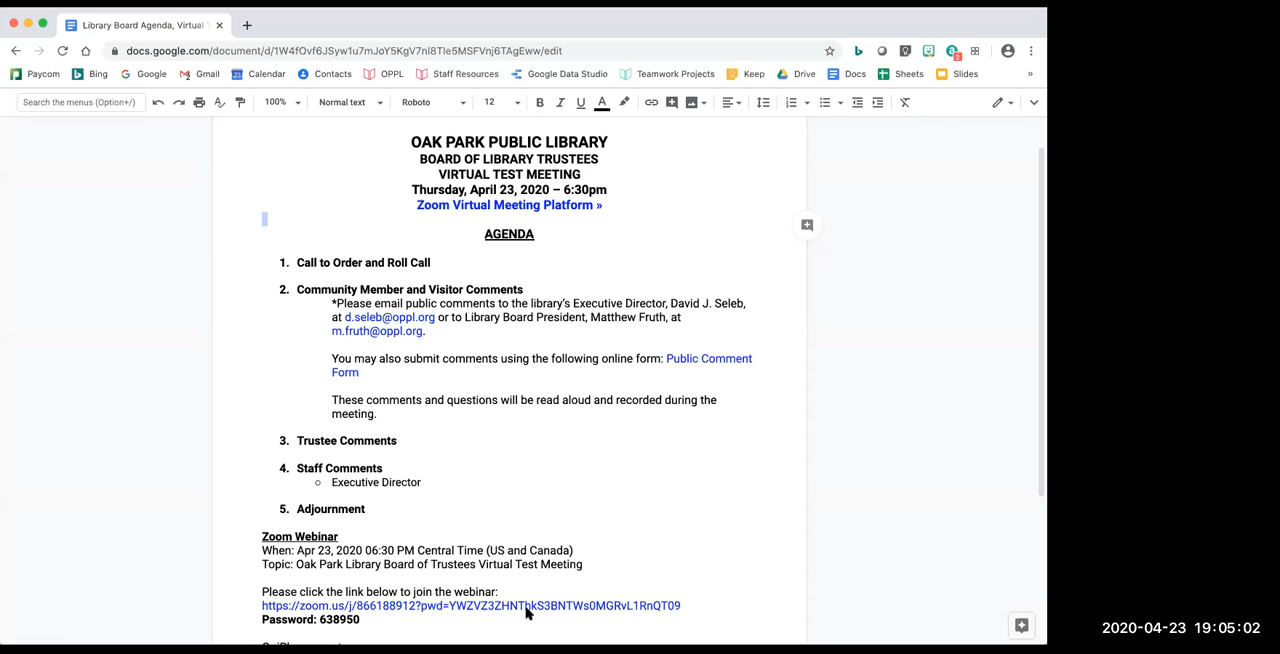 Library Board Agenda, Virtual T
docs.google.com/document/d/1W4fOvf6JSyw1u7mJoY5KgV7nI8Tle5MSFVnj6TAgEww/edit
Paycom Bing Google Gmail Calendar Contacts OPPL Staff Resources Google Data Studio Teamwork Projects Keep Drive Docs Sheets Slides »
Search the menus (Option+/) 100% Normal text Roboto 12 B I U A
OAK PARK PUBLIC LIBRARY
BOARD OF LIBRARY TRUSTEES
VIRTUAL TEST MEETING
Thursday, April 23, 2020 – 6:30pm
Zoom Virtual Meeting Platform »
AGENDA
1. Call to Order and Roll Call
2. Community Member and Visitor Comments
*Please email public comments to the library's Executive Director, David J. Seleb,
at d.seleb@oppl.org or to Library Board President, Matthew Fruth, at
m.fruth@oppl.org.
You may also submit comments using the following online form: Public Comment
Form
These comments and questions will be read aloud and recorded during the
meeting.
3. Trustee Comments
4. Staff Comments
○ Executive Director
5. Adjournment
Zoom Webinar
When: Apr 23, 2020 06:30 PM Central Time (US and Canada)
Topic: Oak Park Library Board of Trustees Virtual Test Meeting
Please click the link below to join the webinar:
https://zoom.us/j/866188912?pwd=YWZVZ3ZHNThkS3BNTWs0MGRvL1RnQT09
Password: 638950
2020-04-23 19:05:02